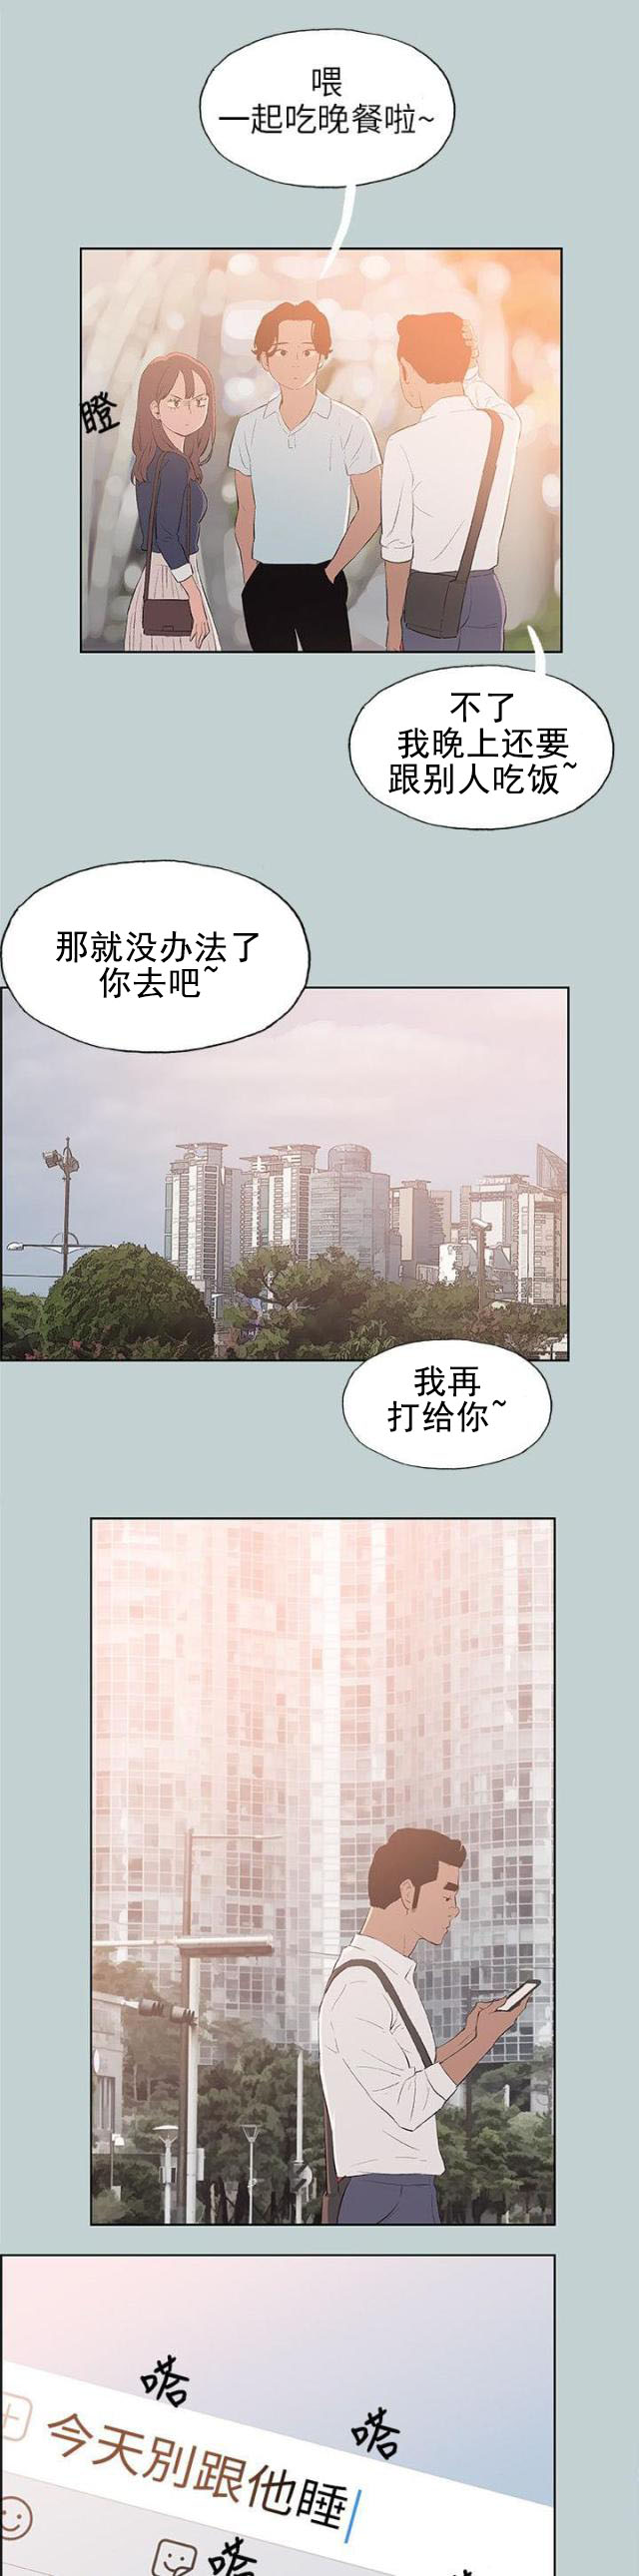 喂
一起吃晚餐啦~
瞪
不了
我晚上还要
跟别人吃饭~
那就没办法了
你去吧~
我再
打给你~
嗒
嗒
今天別跟他睡
嗒